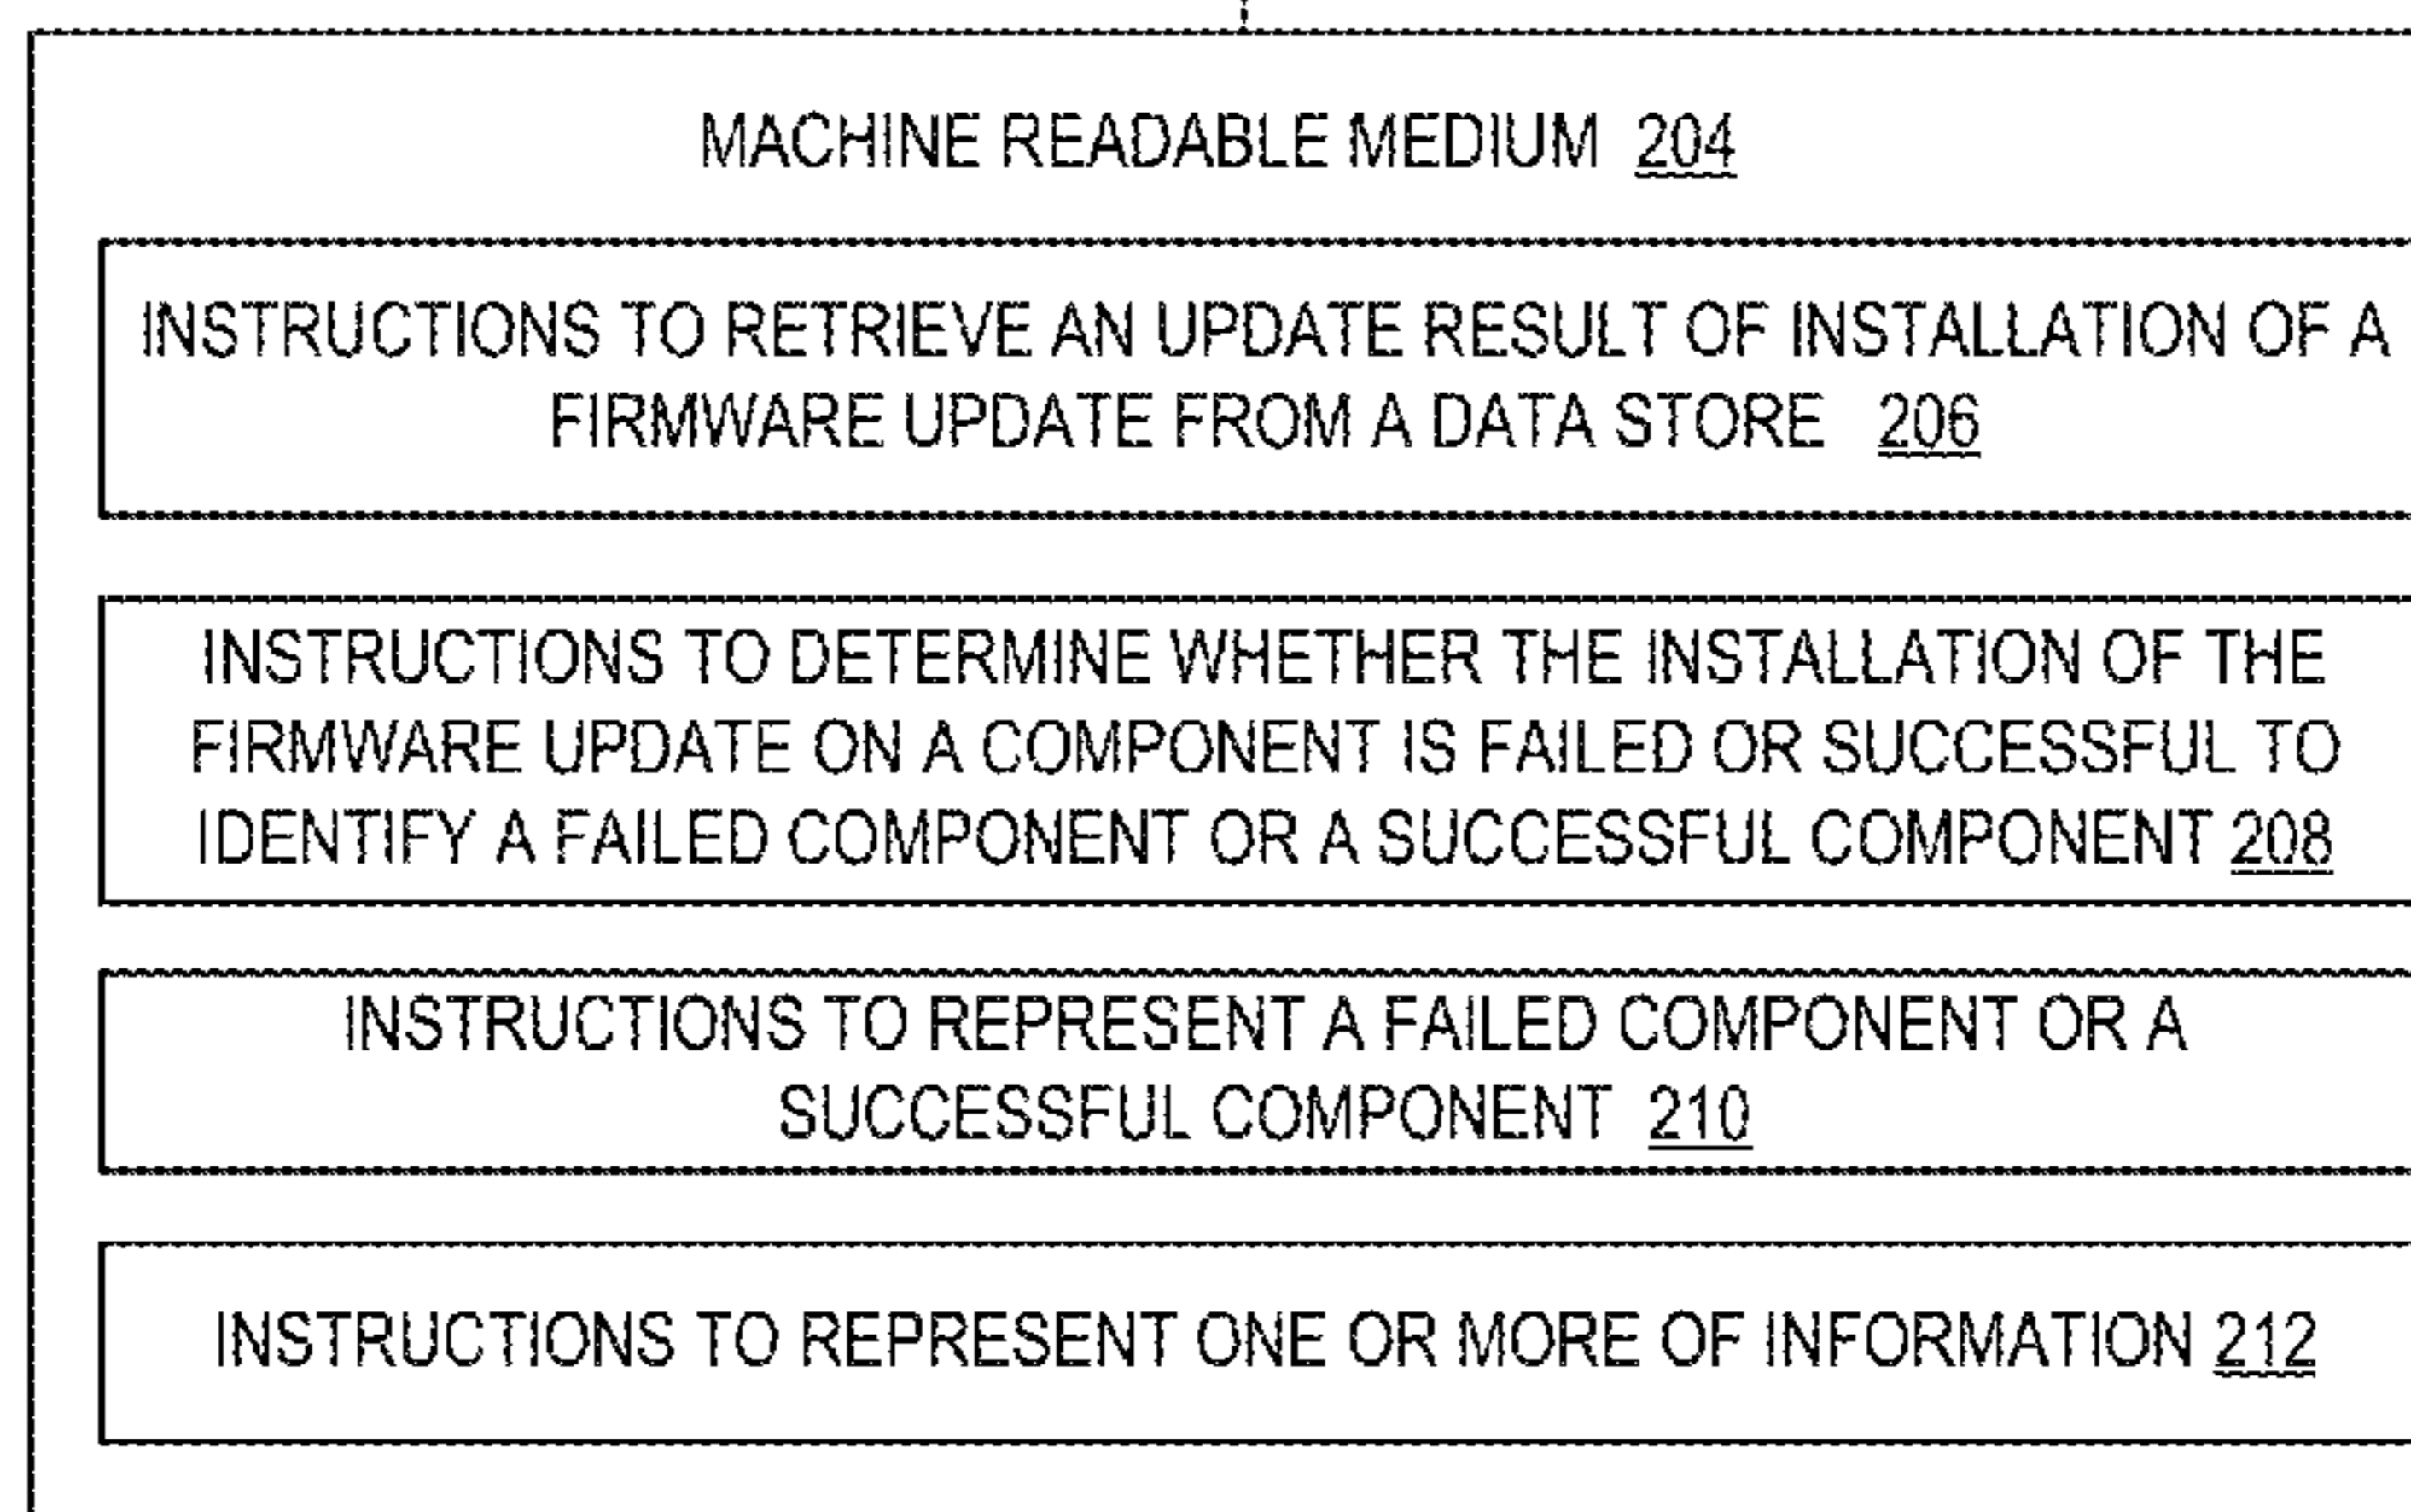 MACHINE READABLE MEDIUM 204
INSTRUCTIONS TO RETRIEVE AN UPDATE RESULT OF INSTALLATION OF A
FIRMWARE UPDATE FROM A DATA STORE 206
INSTRUCTIONS TO DETERMINE WHETHER THE INSTALLATION OF THE
FIRMWARE UPDATE ON A COMPONENT IS FAILED OR SUCCESSFUL TO
IDENTIFY A FAILED COMPONENT OR A SUCCESSFUL COMPONENT 208
INSTRUCTIONS TO REPRESENT A FAILED COMPONENT OR A
SUCCESSFUL COMPONENT 210
INSTRUCTIONS TO REPRESENT ONE OR MORE OF INFORMATION 212